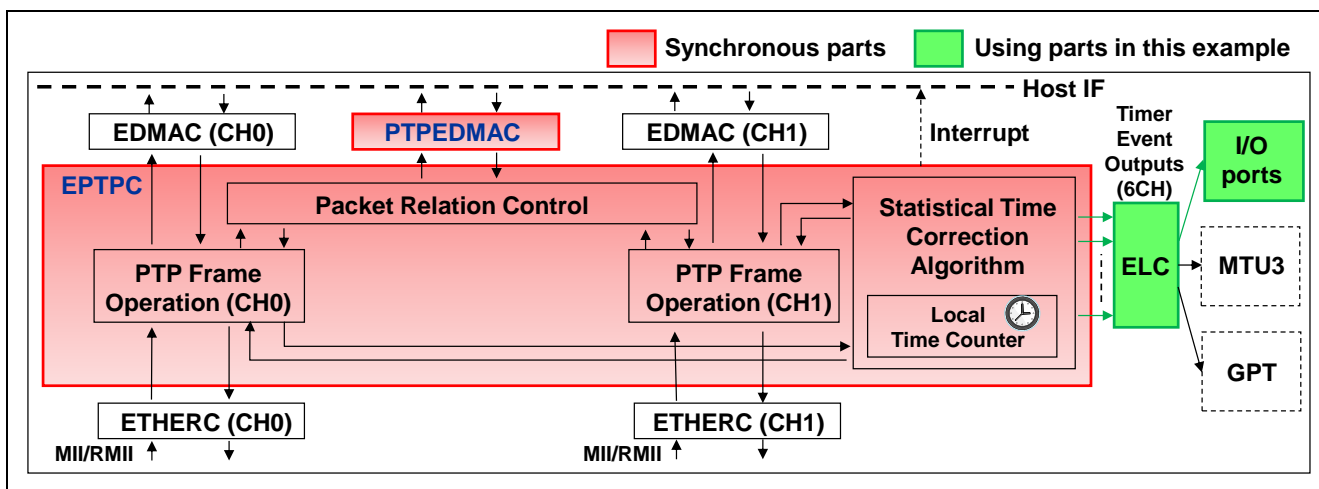 Synchronous parts
Using parts in this example
Host IF
EDMAC (CH0)
PTPEDMAC
EDMAC (CH1)
Interrupt
Timer
Event
Outputs
(6CH)
I/O
ports
EPTPC
Packet Relation Control
Statistical Time
Correction
Algorithm
PTP Frame
Operation (CH0)
PTP Frame
Operation (CH1)
ELC
MTU3
Local
Time Counter
GPT
ETHERC (CH0)
ETHERC (CH1)
MII/RMII
MII/RMII